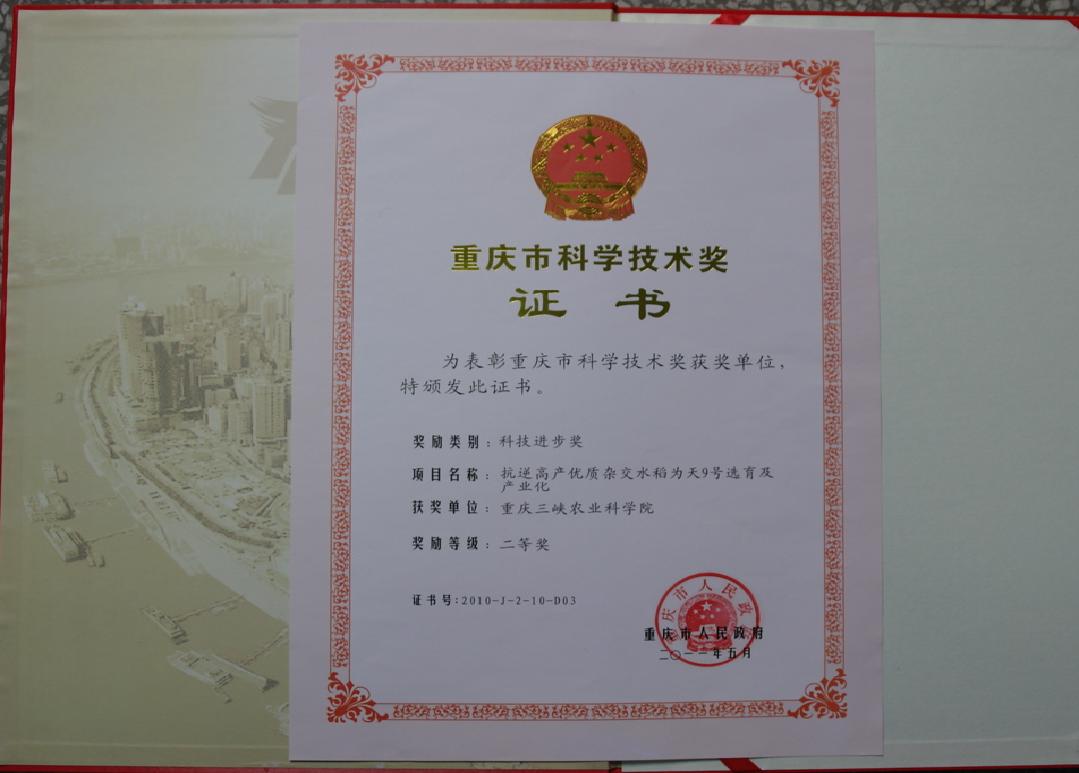 重庆市科学技术奖
证 书
为表彰重庆市科学技术奖获奖单位，
特颁发此证书。
奖励类别：科技进步奖
项目名称：抗逆高产优质杂交水稻为天9号选育及
产业化
获奖单位：重庆三峡农业科学院
奖励等级：二等奖
证书号:2010-J-2-10-D03
重庆市人民政府
二〇一一年五月